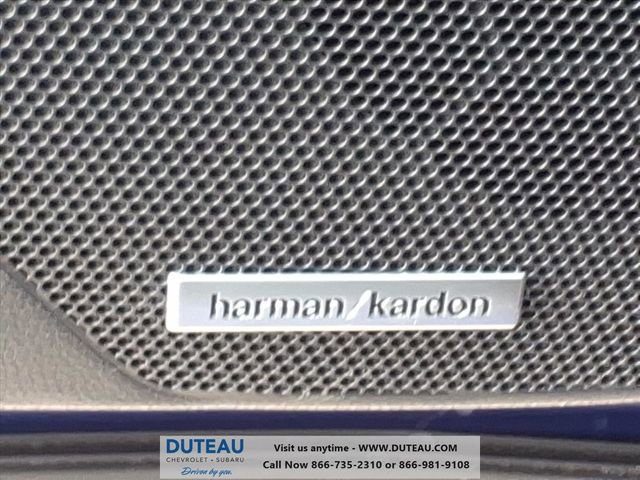 harman/kardon
DUTEAU
CHEVROLET • SUBARU
Driven by you.
Visit us anytime - WWW.DUTEAU.COM
Call Now 866-735-2310 or 866-981-9108